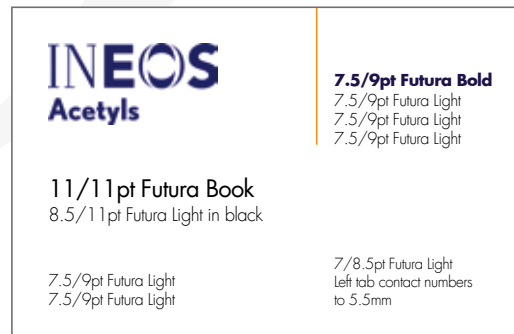 INEOS
Acetyls
7.5/9pt Futura Bold
7.5/9pt Futura Light
7.5/9pt Futura Light
7.5/9pt Futura Light
11/11pt Futura Book
8.5/11pt Futura Light in black
7.5/9pt Futura Light
7.5/9pt Futura Light
7/8.5pt Futura Light
Left tab contact numbers
to 5.5mm